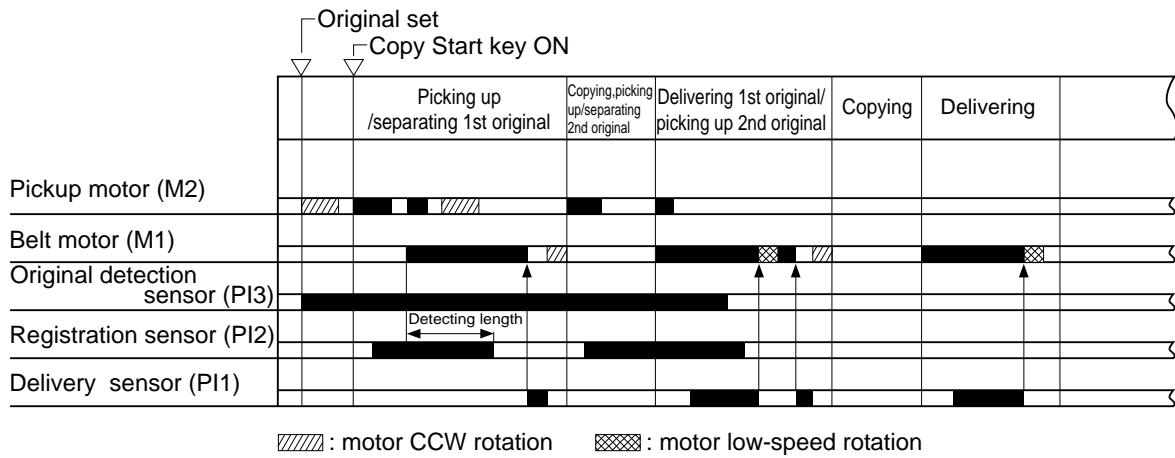 Original set
Copy Start key ON
Picking up
/separating 1st original
Copying,picking
up/separating
2nd original
Delivering 1st original/
picking up 2nd original
Copying
Delivering
Pickup motor (M2)
Belt motor (M1)
Original detection
sensor (PI3)
Detecting length
Registration sensor (PI2)
Delivery sensor (PI1)
: motor CCW rotation
: motor low-speed rotation